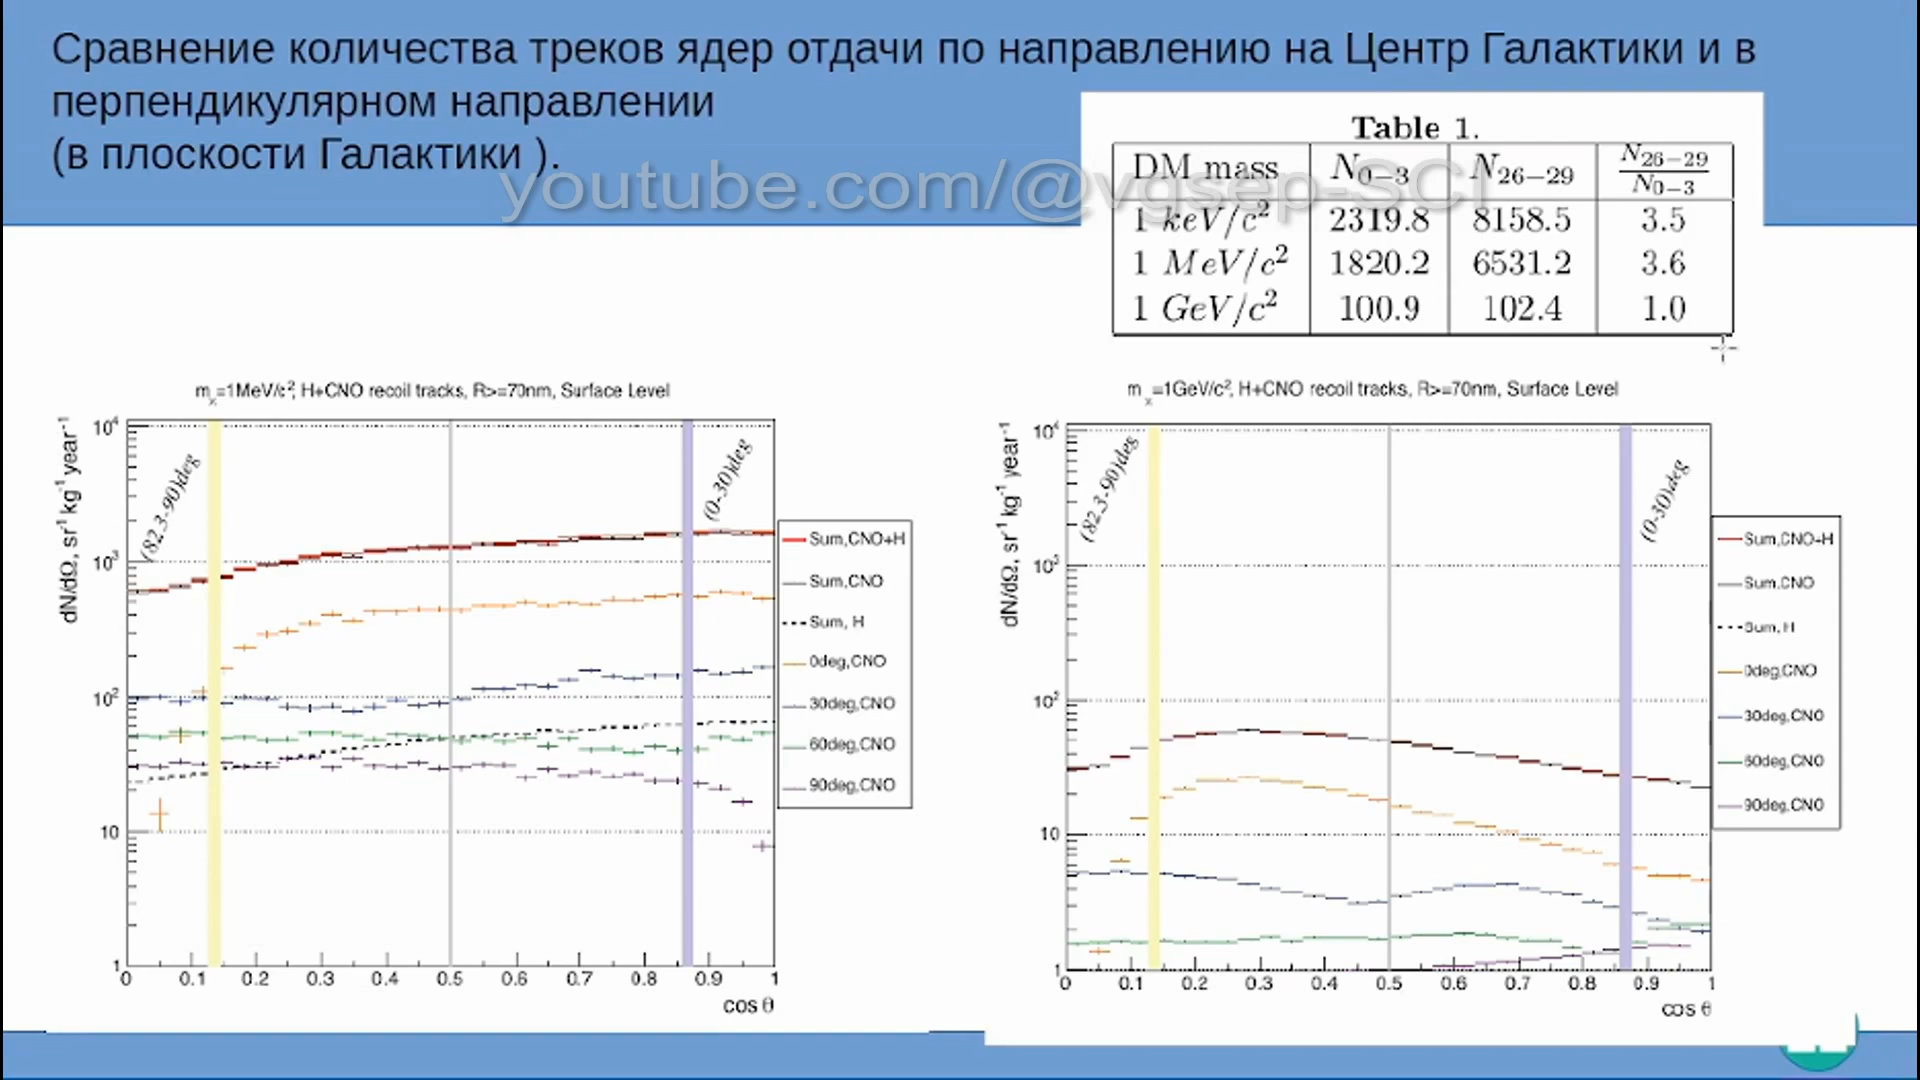 Сравнение количества треков ядер отдачи по направлению на Центр Галактики и в
перпендикулярном направлении
(в плоскости Галактики ).
youtube.com/@vgsep-SCI
Table 1.
DM mass N₀₋₃ N₂₆₋₂₉ N₂₆₋₂₉/N₀₋₃
1 keV/c² 2319.8 8158.5 3.5
1 MeV/c² 1820.2 6531.2 3.6
1 GeV/c² 100.9 102.4 1.0
mχ=1MeV/c², H+CNO recoil tracks, R>=70nm, Surface Level
dN/dΩ, sr⁻¹ kg⁻¹ year⁻¹
10⁴
10³
10²
10
1
(82.3-90)deg
(0-30)deg
0 0.1 0.2 0.3 0.4 0.5 0.6 0.7 0.8 0.9 1
cos θ
Sum,CNO+H
Sum,CNO
Sum, H
0deg,CNO
30deg,CNO
60deg,CNO
90deg,CNO
mχ=1GeV/c², H+CNO recoil tracks, R>=70nm, Surface Level
dN/dΩ, sr⁻¹ kg⁻¹ year⁻¹
10⁴
10³
10²
10
1
(82.3-90)deg
(0-30)deg
0 0.1 0.2 0.3 0.4 0.5 0.6 0.7 0.8 0.9 1
cos θ
Sum,CNO+H
Sum,CNO
Sum, H
0deg,CNO
30deg,CNO
60deg,CNO
90deg,CNO